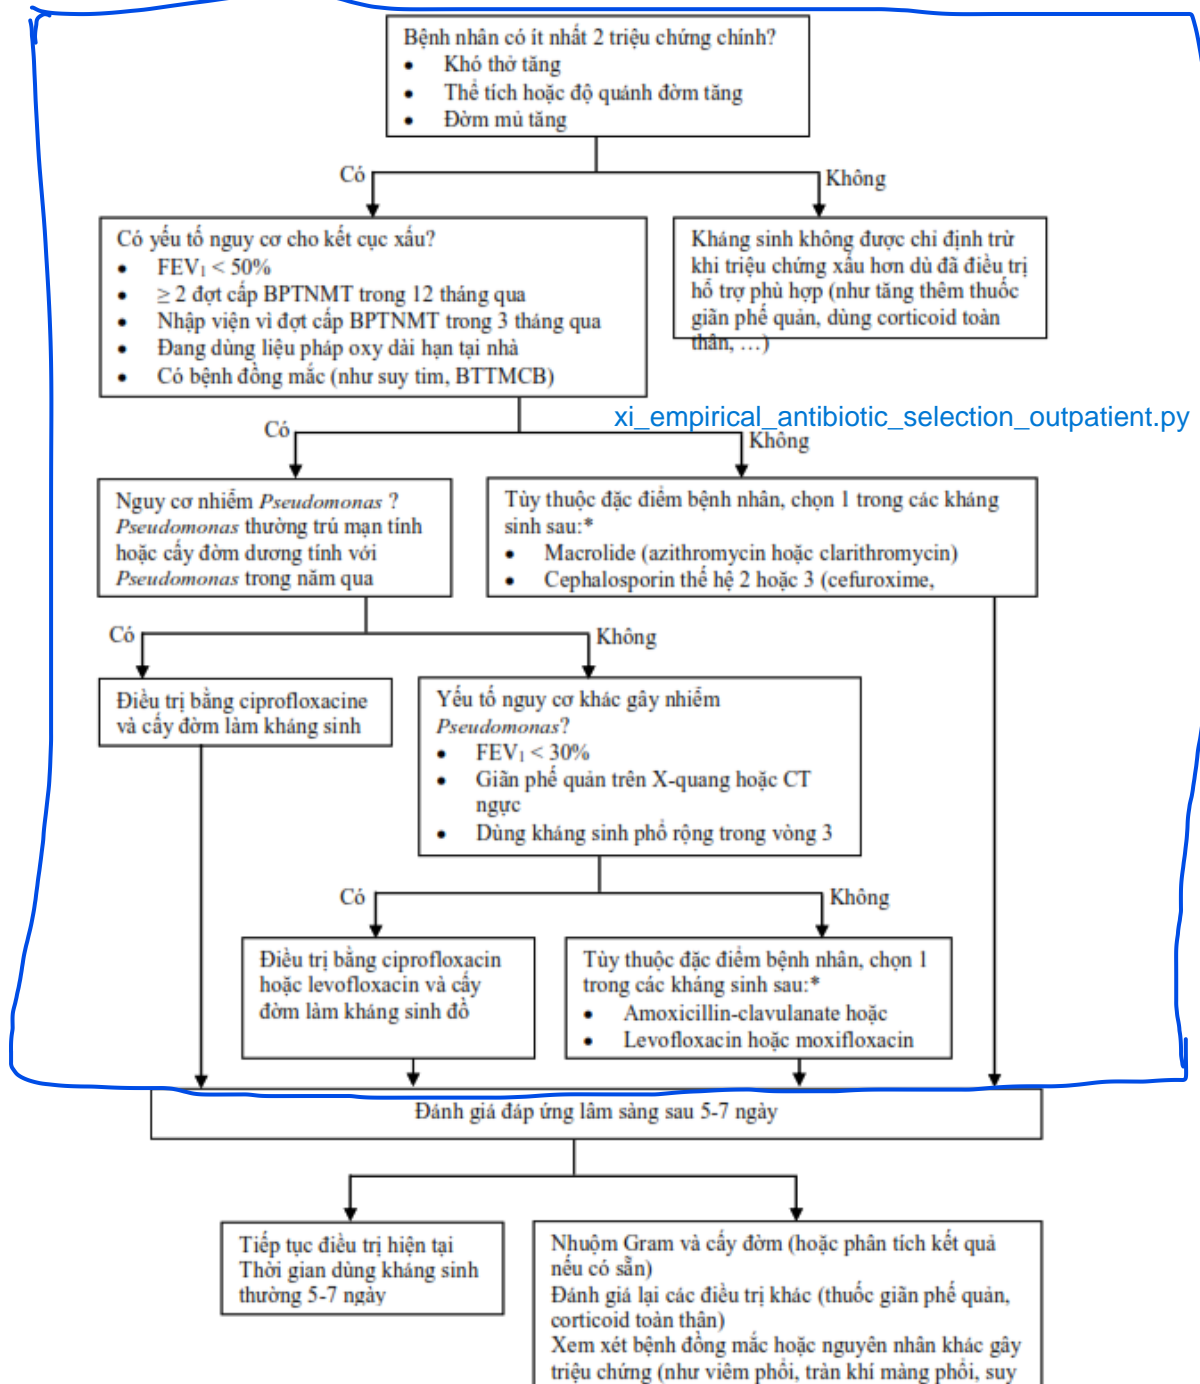 Bệnh nhân có ít nhất 2 triệu chứng chính?
• Khó thở tăng
• Thể tích hoặc độ quánh đờm tăng
• Đờm mủ tăng
Có
Không
Có yếu tố nguy cơ cho kết cục xấu?
• FEV₁ < 50%
• ≥ 2 đợt cấp BPTNMT trong 12 tháng qua
• Nhập viện vì đợt cấp BPTNMT trong 3 tháng qua
• Đang dùng liệu pháp oxy dài hạn tại nhà
• Có bệnh đồng mắc (như suy tim, BTTMCB)
Kháng sinh không được chỉ định trừ
khi triệu chứng xấu hơn dù đã điều trị
hỗ trợ phù hợp (như tăng thêm thuốc
giãn phế quản, dùng corticoid toàn
thân, …)
xi_empirical_antibiotic_selection_outpatient.py
Có
Không
Nguy cơ nhiễm Pseudomonas ?
Pseudomonas thường trú mạn tính
hoặc cấy đờm dương tính với
Pseudomonas trong năm qua
Tùy thuộc đặc điểm bệnh nhân, chọn 1 trong các kháng
sinh sau:*
• Macrolide (azithromycin hoặc clarithromycin)
• Cephalosporin thế hệ 2 hoặc 3 (cefuroxime,
Có
Không
Điều trị bằng ciprofloxacine
và cấy đờm làm kháng sinh
Yếu tố nguy cơ khác gây nhiễm
Pseudomonas?
• FEV₁ < 30%
• Giãn phế quản trên X-quang hoặc CT
ngực
• Dùng kháng sinh phổ rộng trong vòng 3
Có
Không
Điều trị bằng ciprofloxacin
hoặc levofloxacin và cấy
đờm làm kháng sinh đồ
Tùy thuộc đặc điểm bệnh nhân, chọn 1
trong các kháng sinh sau:*
• Amoxicillin-clavulanate hoặc
• Levofloxacin hoặc moxifloxacin
Đánh giá đáp ứng lâm sàng sau 5-7 ngày
Tiếp tục điều trị hiện tại
Thời gian dùng kháng sinh
thường 5-7 ngày
Nhuộm Gram và cấy đờm (hoặc phân tích kết quả
nếu có sẵn)
Đánh giá lại các điều trị khác (thuốc giãn phế quản,
corticoid toàn thân)
Xem xét bệnh đồng mắc hoặc nguyên nhân khác gây
triệu chứng (như viêm phổi, tràn khí màng phổi, suy